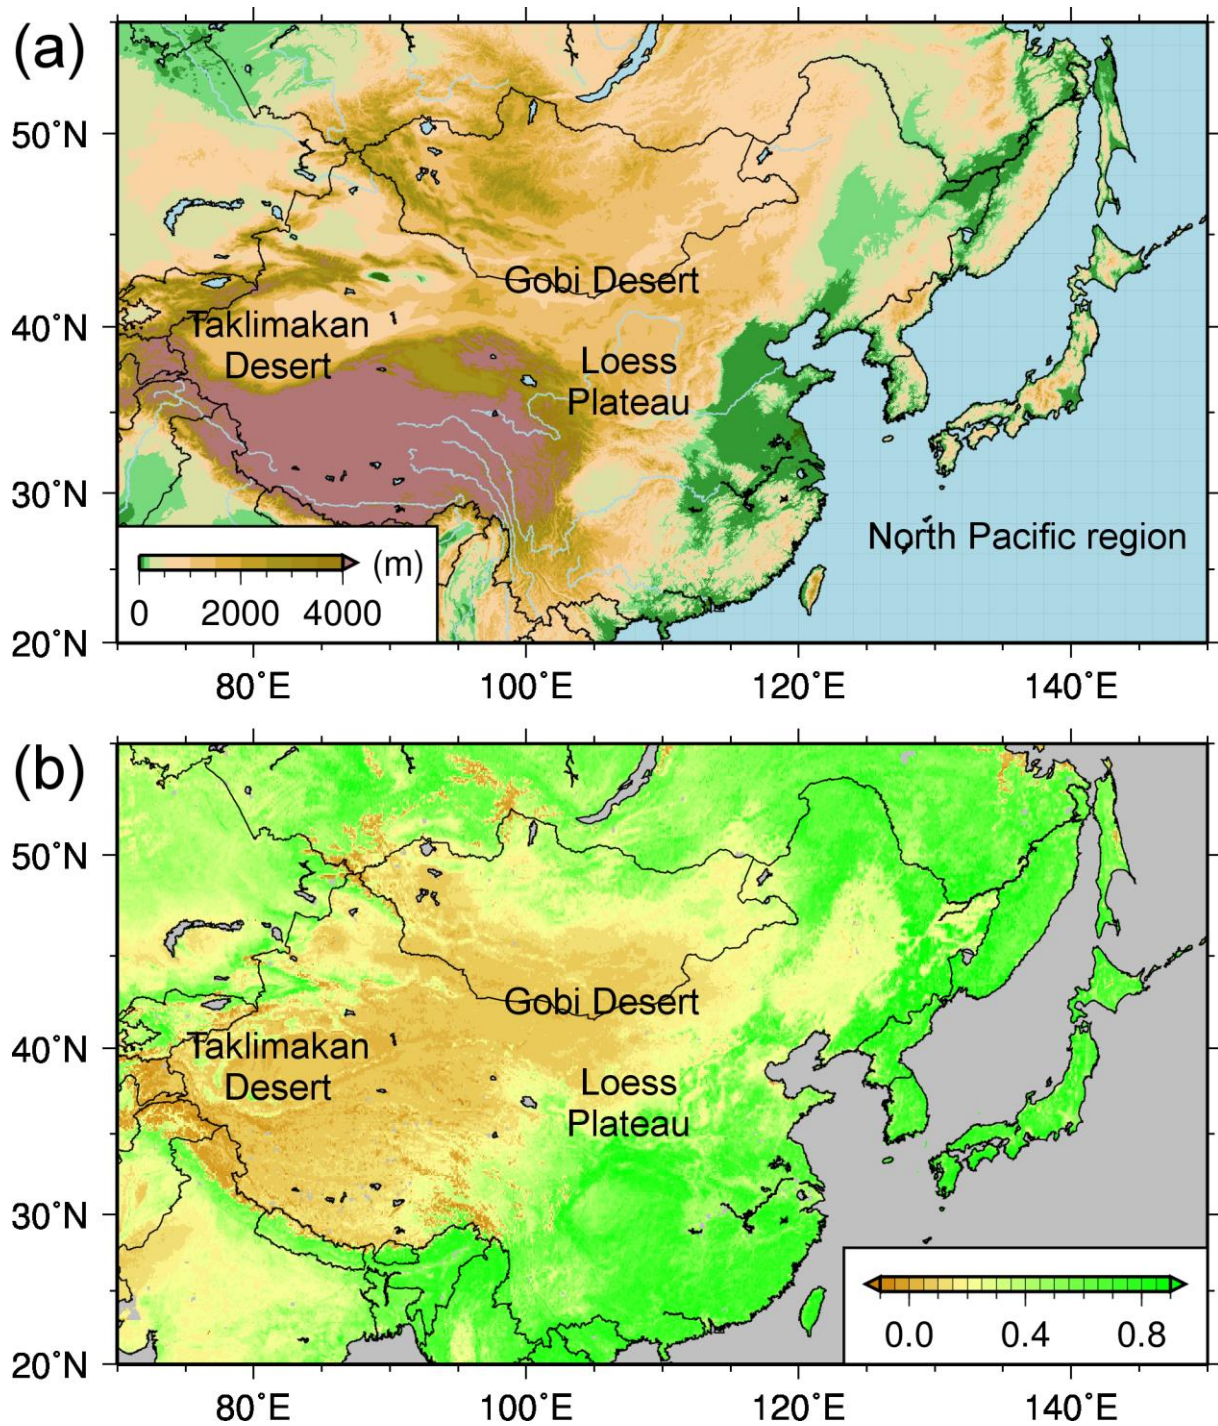 (a)
50°N
40°N
30°N
20°N
Gobi Desert
Taklimakan
Desert
Loess
Plateau
North Pacific region
(m)
0 2000 4000
80°E 100°E 120°E 140°E
(b)
50°N
40°N
30°N
20°N
Gobi Desert
Taklimakan
Desert
Loess
Plateau
0.0 0.4 0.8
80°E 100°E 120°E 140°E